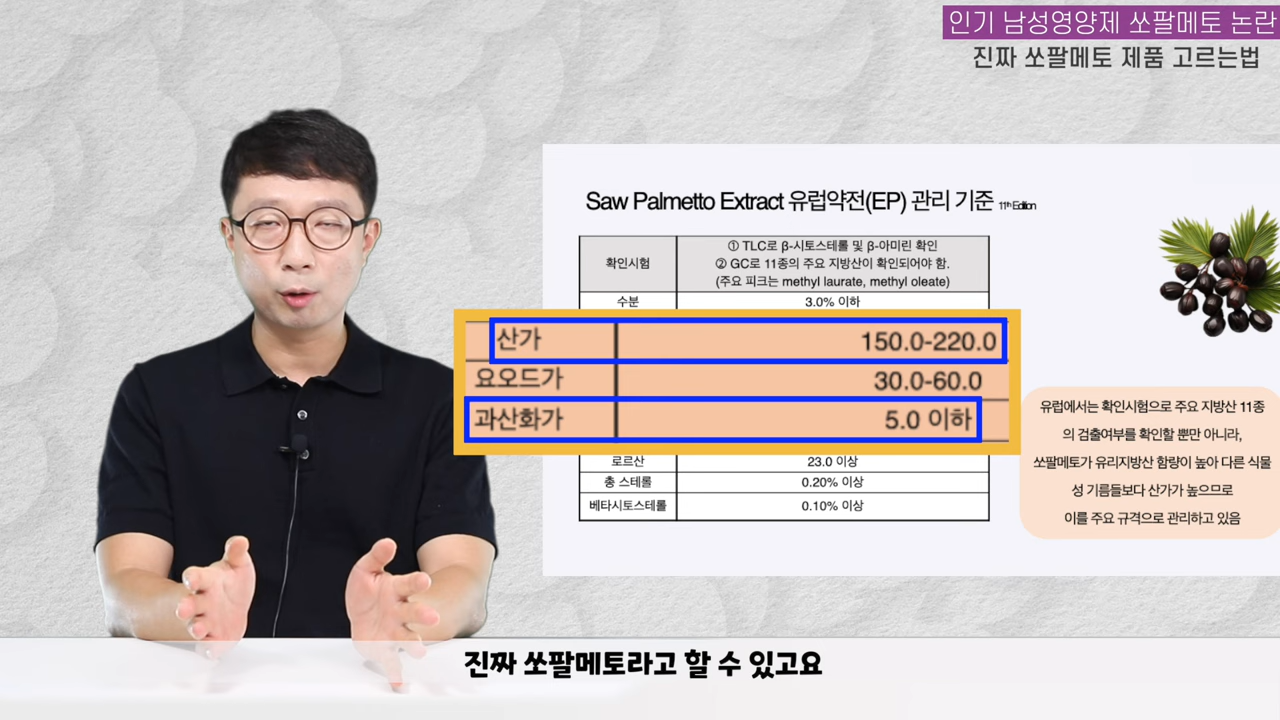 인기 남성영양제 쏘팔메토 논란
진짜 쏘팔메토 제품 고르는법
Saw Palmetto Extract 유럽약전(EP) 관리 기준 11th Edition
확인시험
① TLC로 β-시토스테롤 및 β-아미린 확인
② GC로 11종의 주요 지방산이 확인되어야 함.
(주요 피크는 methyl laurate, methyl oleate)
수분 3.0% 이하
산가 150.0-220.0
요오드가 30.0-60.0
과산화가 5.0 이하
로르산 23.0 이상
총 스테롤 0.20% 이상
베타시토스테롤 0.10% 이상
유럽에서는 확인시험으로 주요 지방산 11종
의 검출여부를 확인할 뿐만 아니라,
쏘팔메토가 유리지방산 함량이 높아 다른 식물
성 기름들보다 산가가 높으므로
이를 주요 규격으로 관리하고 있음
진짜 쏘팔메토라고 할 수 있고요